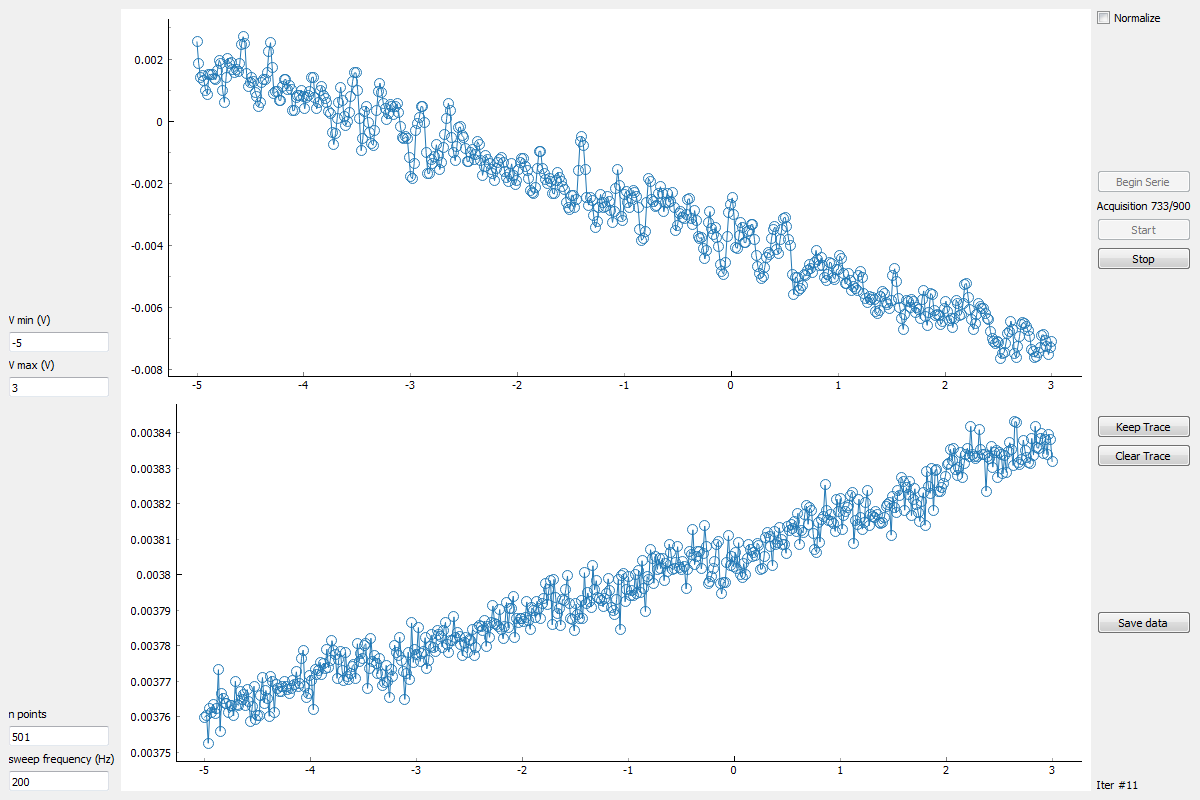 Normalize
0.002
0
-0.002
-0.004
-0.006
-0.008
-5 -4 -3 -2 -1 0 1 2 3
Begin Serie
Acquisition 733/900
Start
Stop
V min (V)
-5
V max (V)
3
0.00384
0.00383
0.00382
0.00381
0.0038
0.00379
0.00378
0.00377
0.00376
0.00375
-5 -4 -3 -2 -1 0 1 2 3
Keep Trace
Clear Trace
Save data
n points
501
sweep frequency (Hz)
200
Iter #11